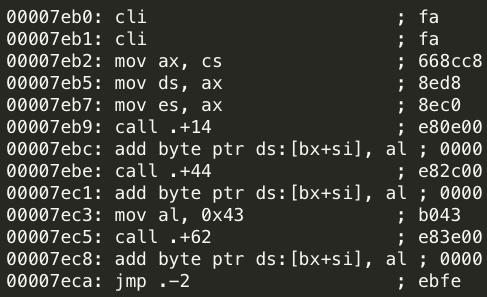 00007eb0: cli ; fa
00007eb1: cli ; fa
00007eb2: mov ax, cs ; 668cc8
00007eb5: mov ds, ax ; 8ed8
00007eb7: mov es, ax ; 8ec0
00007eb9: call .+14 ; e80e00
00007ebc: add byte ptr ds:[bx+si], al ; 0000
00007ebe: call .+44 ; e82c00
00007ec1: add byte ptr ds:[bx+si], al ; 0000
00007ec3: mov al, 0x43 ; b043
00007ec5: call .+62 ; e83e00
00007ec8: add byte ptr ds:[bx+si], al ; 0000
00007eca: jmp .-2 ; ebfe